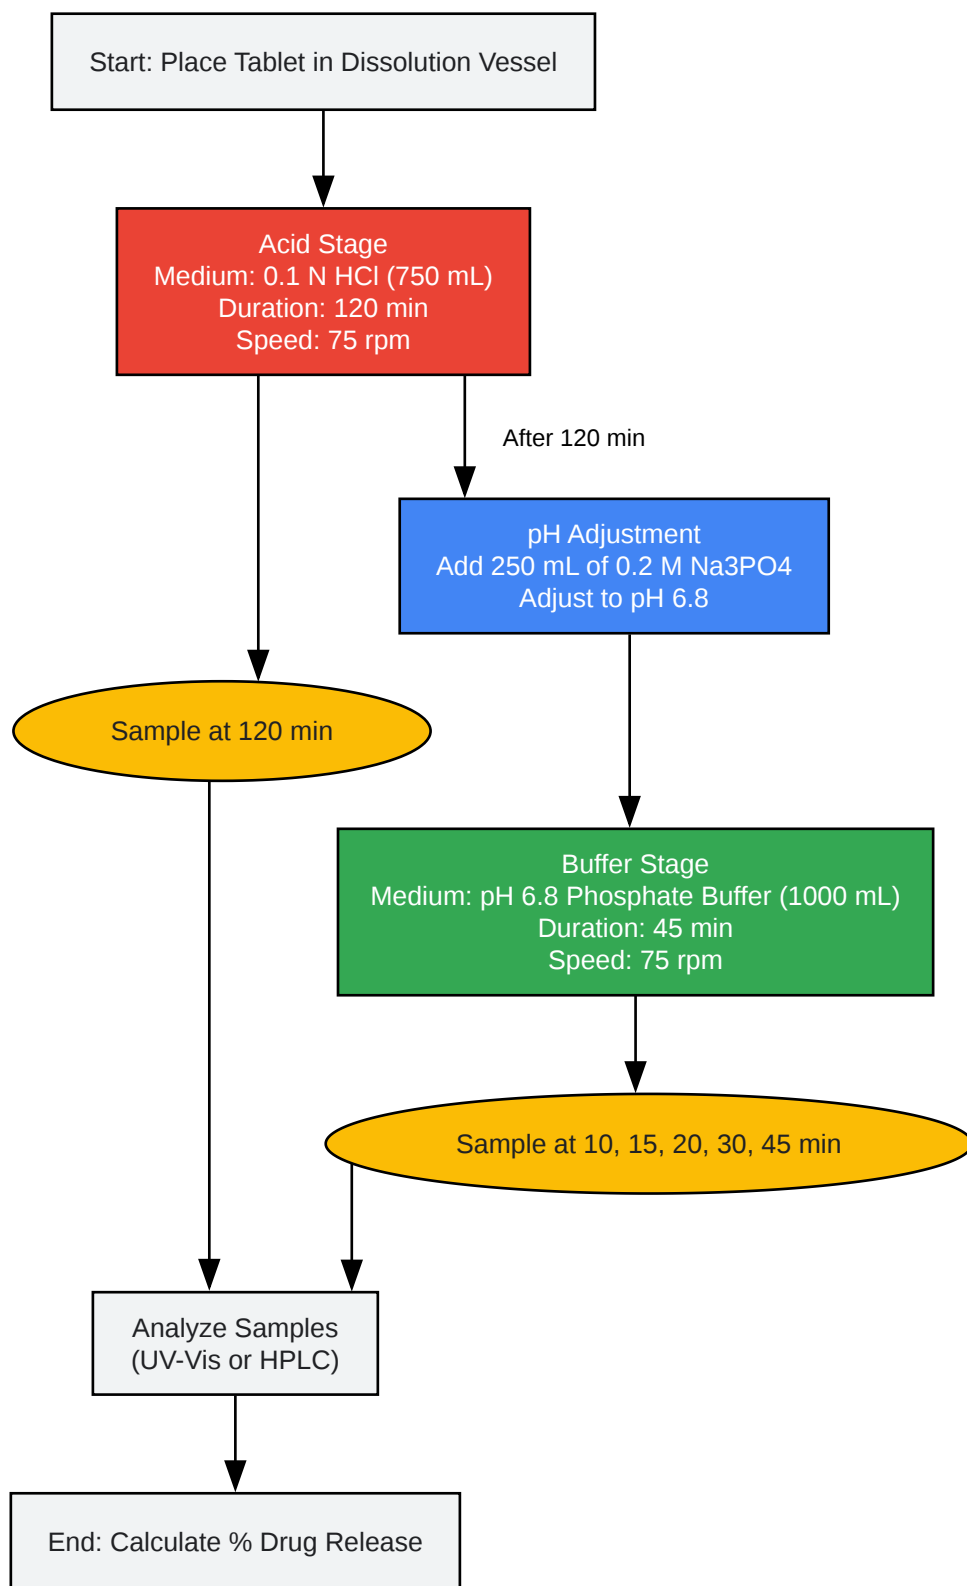 Start: Place Tablet in Dissolution Vessel
Acid Stage
Medium: 0.1 N HCl (750 mL)
Duration: 120 min
Speed: 75 rpm
After 120 min
pH Adjustment
Add 250 mL of 0.2 M Na3PO4
Adjust to pH 6.8
Sample at 120 min
Buffer Stage
Medium: pH 6.8 Phosphate Buffer (1000 mL)
Duration: 45 min
Speed: 75 rpm
Sample at 10, 15, 20, 30, 45 min
Analyze Samples
(UV-Vis or HPLC)
End: Calculate % Drug Release